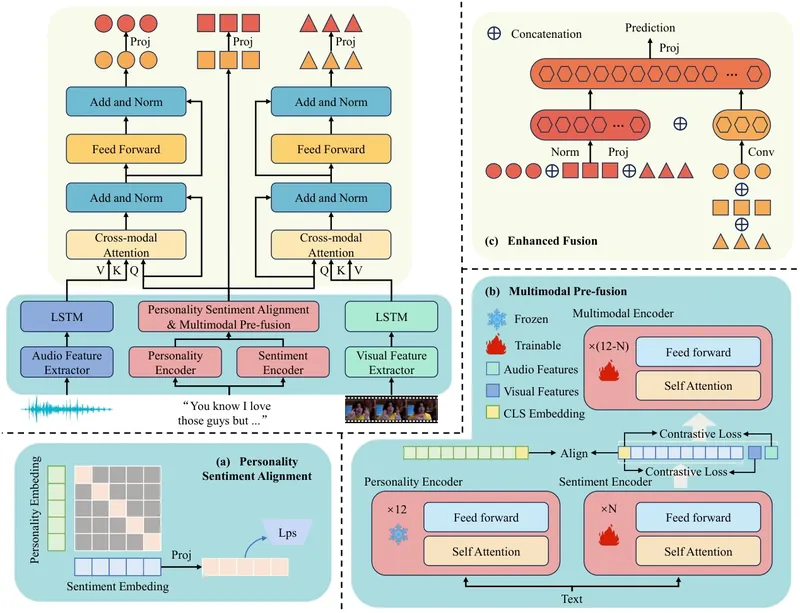 Proj
Proj
Proj
Add and Norm
Add and Norm
Feed Forward
Feed Forward
Add and Norm
Add and Norm
Cross-modal
Attention
Cross-modal
Attention
V K Q
Q K V
LSTM
Personality Sentiment Alignment
& Multimodal Pre-fusion
LSTM
Audio Feature
Extractor
Personality
Encoder
Sentiment
Encoder
Visual Feature
Extractor
“You know I love
those guys but ...”
Concatenation
Prediction
Proj
...
...
Norm
Proj
Conv
(c) Enhanced Fusion
(b) Multimodal Pre-fusion
Frozen
Trainable
Audio Features
Visual Features
CLS Embedding
Multimodal Encoder
×(12-N)
Feed forward
Self Attention
Contrastive Loss
Align
Contrastive Loss
Personality Encoder
Sentiment Encoder
×12
Feed forward
Self Attention
×N
Feed forward
Self Attention
Text
(a) Personality
Sentiment Alignment
Personality Embeding
Lps
Proj
Sentiment Embeding